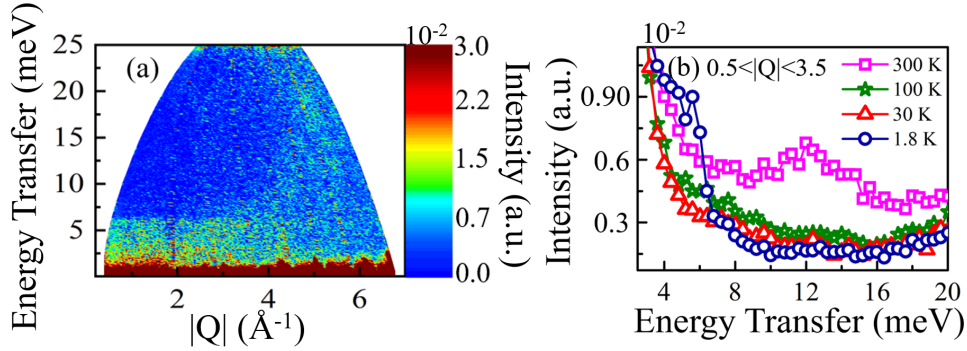 10⁻²
25
20
15
10
5
Energy Transfer (meV)
(a)
2
4
6
|Q| (Å⁻¹)
3.0
2.2
1.4
0.7
0.0
Intensity (a.u.)
10⁻²
0.90
0.6
0.3
Intensity (a.u.)
(b) 0.5<|Q|<3.5
300 K
100 K
30 K
1.8 K
4
8
12
16
20
Energy Transfer (meV)